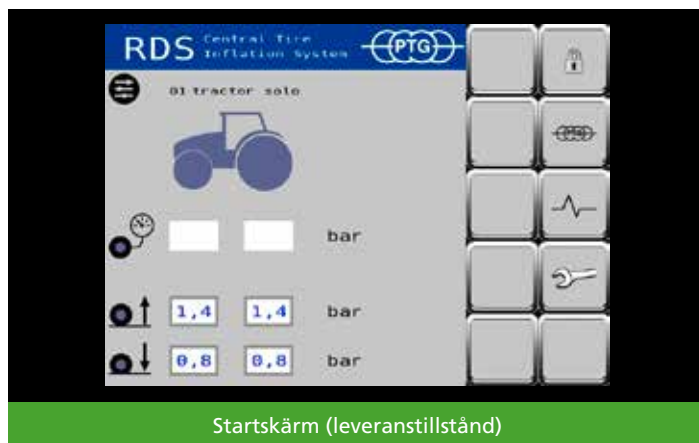 RDS Central Tire
Inflation System
PTG
01 tractor solo
PTG
bar
1,4 1,4 bar
0,8 0,8 bar
Startskärm (leveranstillstånd)